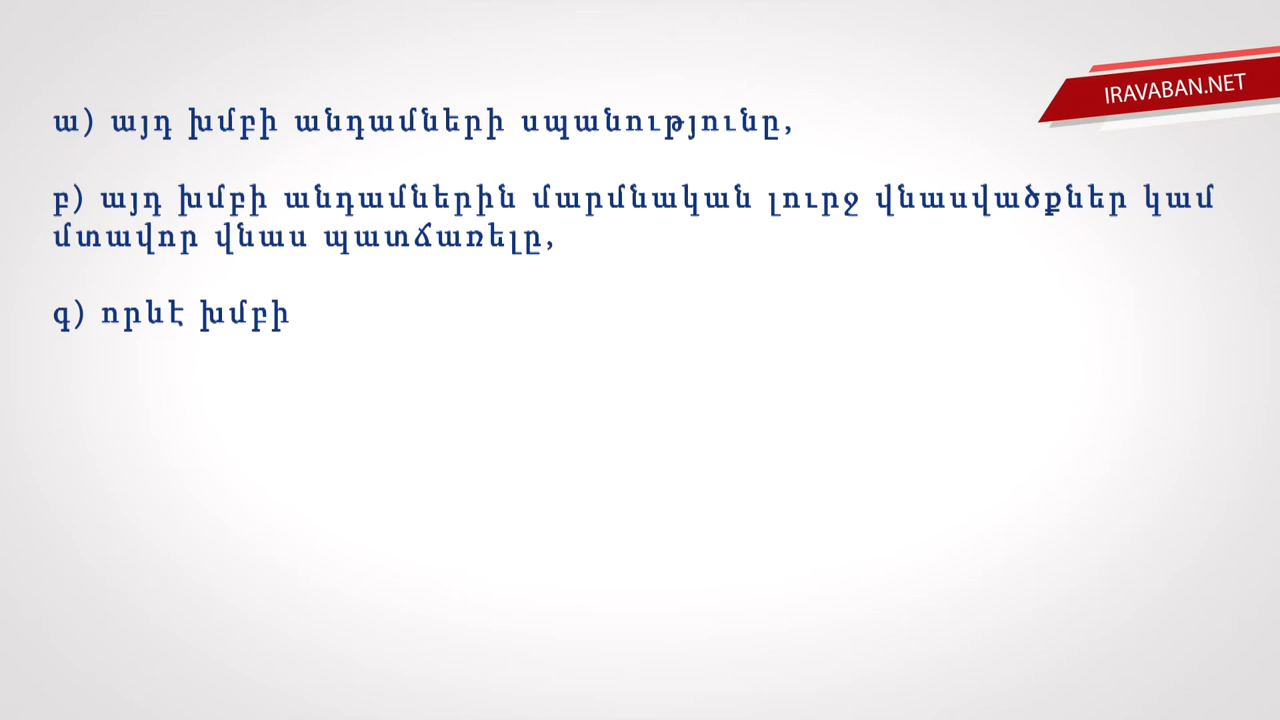 IRAVABAN.NET
ա) այդ խմբի անդամների սպանությունը,
բ) այդ խմբի անդամներին մարմնական լուրջ վնասվածքներ կամ
մտավոր վնաս պատճառելը,
գ) որևէ խմբի